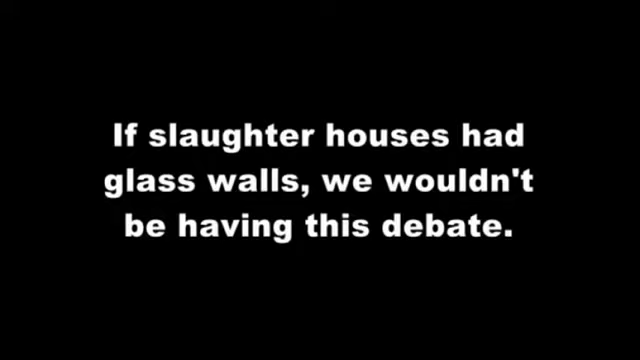 If slaughter houses had
glass walls, we wouldn't
be having this debate.